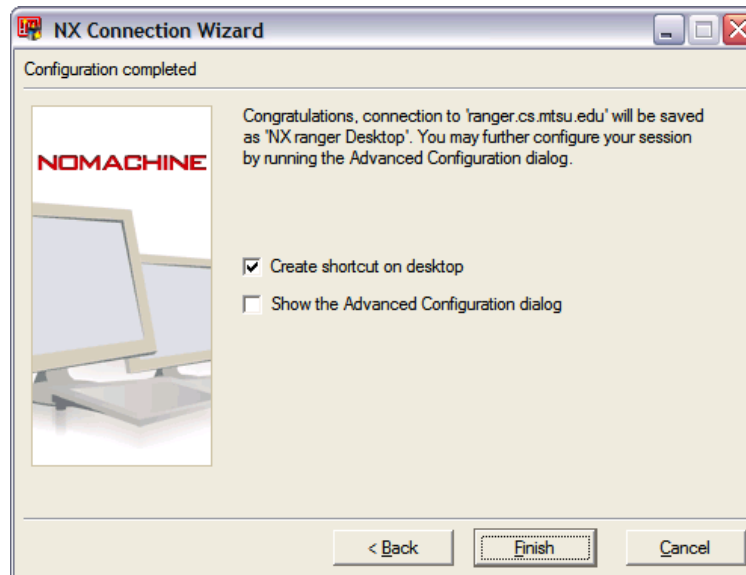 NX Connection Wizard
Configuration completed
NOMACHINE
Congratulations, connection to 'ranger.cs.mtsu.edu' will be saved
as 'NX ranger Desktop'. You may further configure your session
by running the Advanced Configuration dialog.
Create shortcut on desktop
Show the Advanced Configuration dialog
< Back
Finish
Cancel